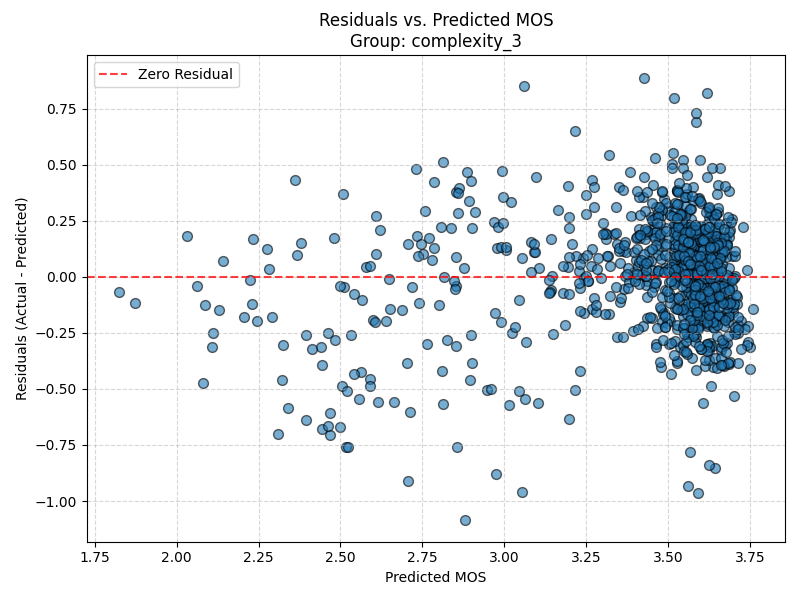 Residuals vs. Predicted MOS
Group: complexity_3
Zero Residual
Residuals (Actual - Predicted)
0.75
0.50
0.25
0.00
−0.25
−0.50
−0.75
−1.00
1.75 2.00 2.25 2.50 2.75 3.00 3.25 3.50 3.75
Predicted MOS